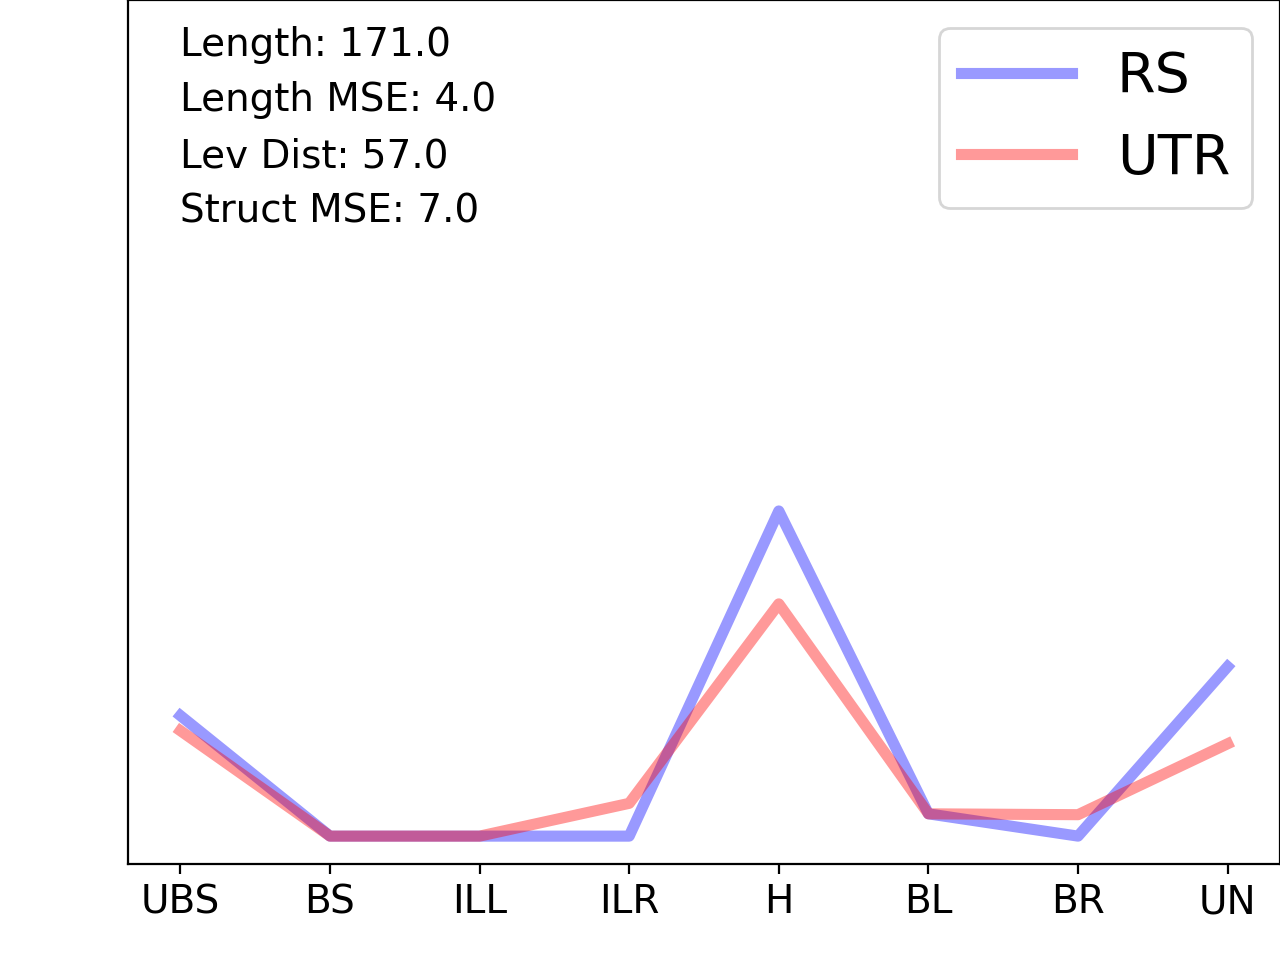 Length: 171.0
Length MSE: 4.0
Lev Dist: 57.0
Struct MSE: 7.0
RS
UTR
UBS BS ILL ILR H BL BR UN